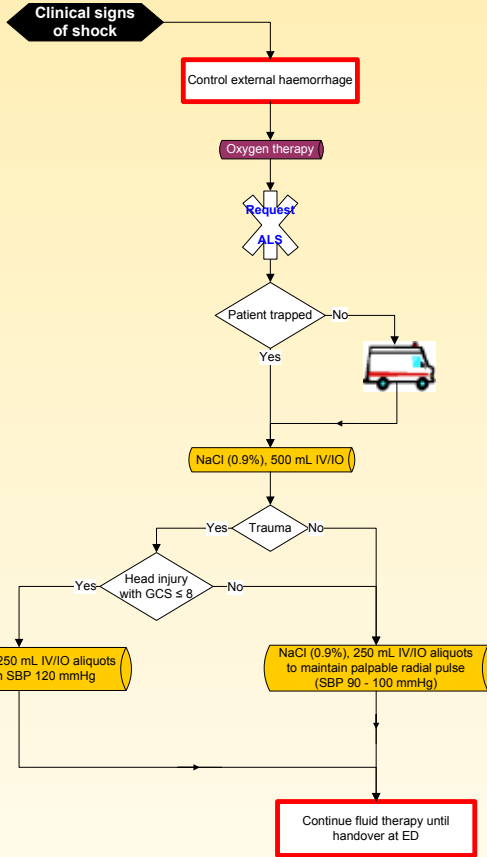 Clinical signs
of shock
Control external haemorrhage
Oxygen therapy
Request
ALS
Patient trapped
No
Yes
NaCl (0.9%), 500 mL IV/IO
Yes
Trauma
No
Yes
Head injury
with GCS ≤ 8
No
250 mL IV/IO aliquots
SBP 120 mmHg
NaCl (0.9%), 250 mL IV/IO aliquots
to maintain palpable radial pulse
(SBP 90 - 100 mmHg)
Continue fluid therapy until
handover at ED